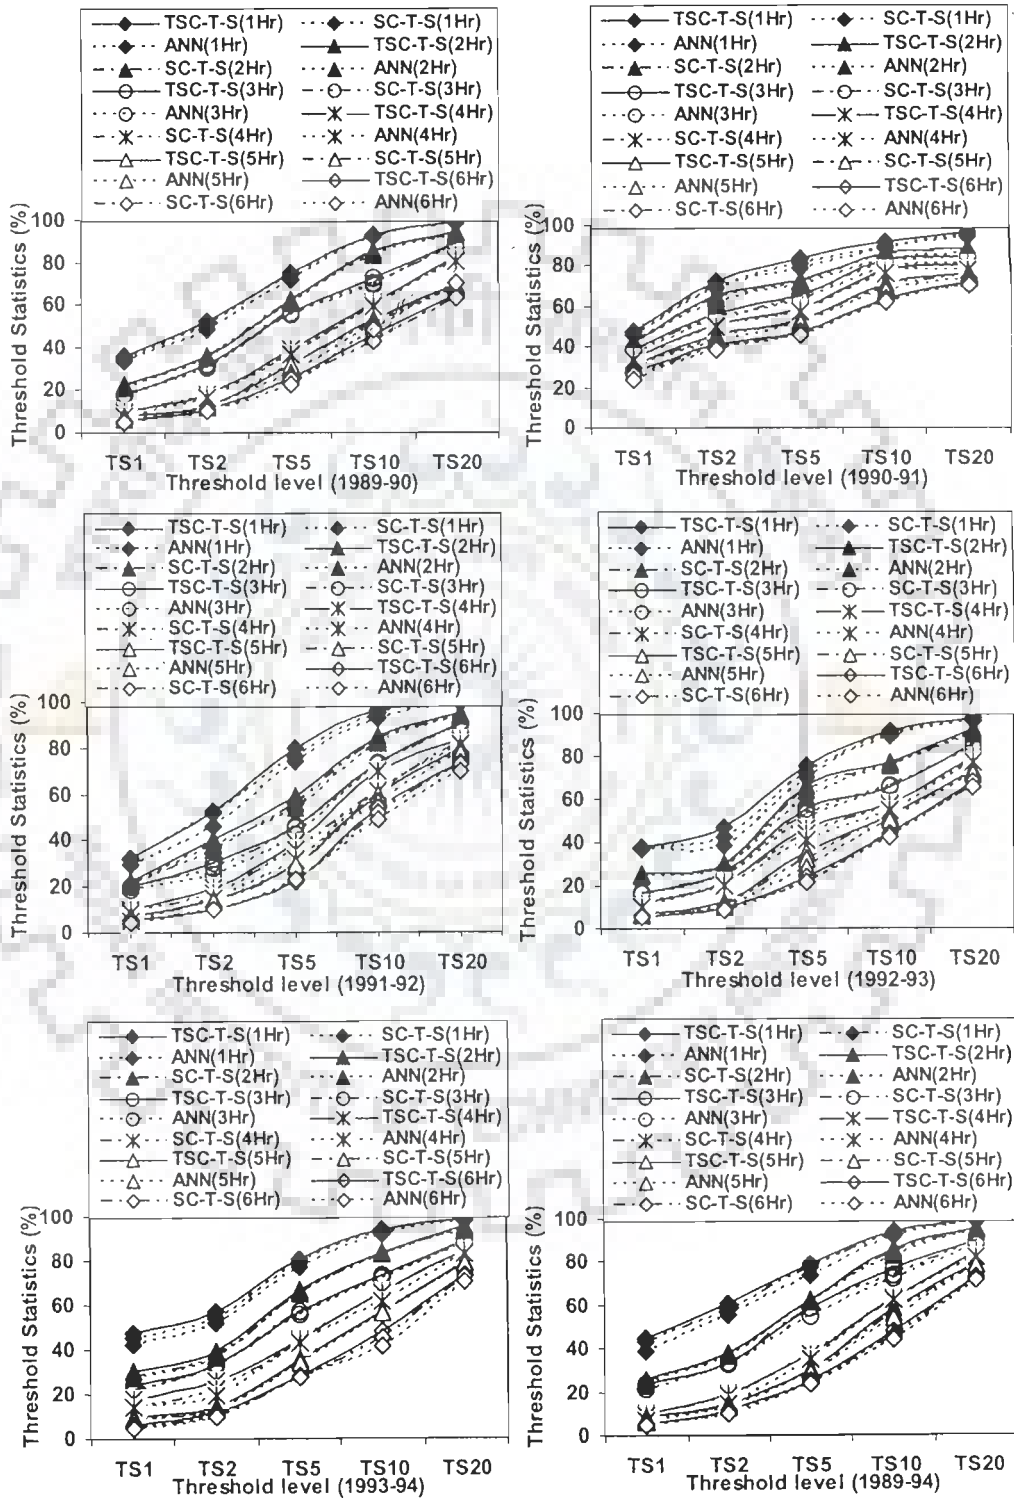 TSC-T-S(1Hr) SC-T-S(1Hr)
ANN(1Hr) TSC-T-S(2Hr)
SC-T-S(2Hr) ANN(2Hr)
TSC-T-S(3Hr) SC-T-S(3Hr)
ANN(3Hr) TSC-T-S(4Hr)
SC-T-S(4Hr) ANN(4Hr)
TSC-T-S(5Hr) SC-T-S(5Hr)
ANN(5Hr) TSC-T-S(6Hr)
SC-T-S(6Hr) ANN(6Hr)
Threshold Statistics (%)
100
80
60
40
20
0
TS1 TS2 TS5 TS10 TS20
Threshold level (1989-90)
TSC-T-S(1Hr) SC-T-S(1Hr)
ANN(1Hr) TSC-T-S(2Hr)
SC-T-S(2Hr) ANN(2Hr)
TSC-T-S(3Hr) SC-T-S(3Hr)
ANN(3Hr) TSC-T-S(4Hr)
SC-T-S(4Hr) ANN(4Hr)
TSC-T-S(5Hr) SC-T-S(5Hr)
ANN(5Hr) TSC-T-S(6Hr)
SC-T-S(6Hr) ANN(6Hr)
Threshold Statistics (%)
100
80
60
40
20
0
TS1 TS2 TS5 TS10 TS20
Threshold level (1990-91)
TSC-T-S(1Hr) SC-T-S(1Hr)
ANN(1Hr) TSC-T-S(2Hr)
SC-T-S(2Hr) ANN(2Hr)
TSC-T-S(3Hr) SC-T-S(3Hr)
ANN(3Hr) TSC-T-S(4Hr)
SC-T-S(4Hr) ANN(4Hr)
TSC-T-S(5Hr) SC-T-S(5Hr)
ANN(5Hr) TSC-T-S(6Hr)
SC-T-S(6Hr) ANN(6Hr)
Threshold Statistics (%)
100
80
60
40
20
0
TS1 TS2 TS5 TS10 TS20
Threshold level (1991-92)
TSC-T-S(1Hr) SC-T-S(1Hr)
ANN(1Hr) TSC-T-S(2Hr)
SC-T-S(2Hr) ANN(2Hr)
TSC-T-S(3Hr) SC-T-S(3Hr)
ANN(3Hr) TSC-T-S(4Hr)
SC-T-S(4Hr) ANN(4Hr)
TSC-T-S(5Hr) SC-T-S(5Hr)
ANN(5Hr) TSC-T-S(6Hr)
SC-T-S(6Hr) ANN(6Hr)
Threshold Statistics (%)
100
80
60
40
20
0
TS1 TS2 TS5 TS10 TS20
Threshold level (1992-93)
TSC-T-S(1Hr) SC-T-S(1Hr)
ANN(1Hr) TSC-T-S(2Hr)
SC-T-S(2Hr) ANN(2Hr)
TSC-T-S(3Hr) SC-T-S(3Hr)
ANN(3Hr) TSC-T-S(4Hr)
SC-T-S(4Hr) ANN(4Hr)
TSC-T-S(5Hr) SC-T-S(5Hr)
ANN(5Hr) TSC-T-S(6Hr)
SC-T-S(6Hr) ANN(6Hr)
Threshold Statistics (%)
100
80
60
40
20
0
TS1 TS2 TS5 TS10 TS20
Threshold level (1993-94)
TSC-T-S(1Hr) SC-T-S(1Hr)
ANN(1Hr) TSC-T-S(2Hr)
SC-T-S(2Hr) ANN(2Hr)
TSC-T-S(3Hr) SC-T-S(3Hr)
ANN(3Hr) TSC-T-S(4Hr)
SC-T-S(4Hr) ANN(4Hr)
TSC-T-S(5Hr) SC-T-S(5Hr)
ANN(5Hr) TSC-T-S(6Hr)
SC-T-S(6Hr) ANN(6Hr)
Threshold Statistics (%)
100
80
60
40
20
0
TS1 TS2 TS5 TS10 TS20
Threshold level (1989-94)